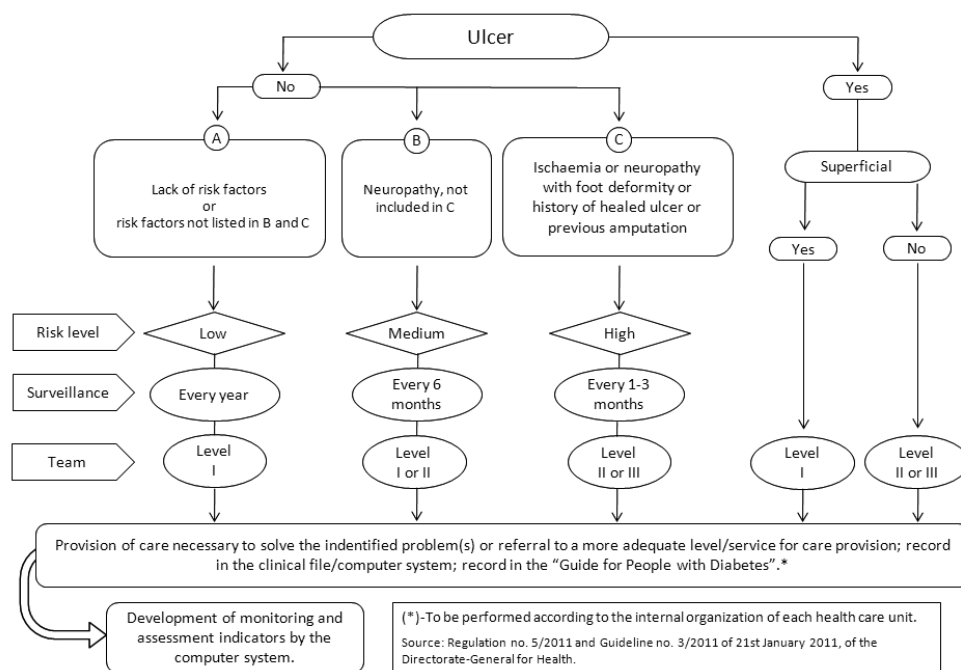 Ulcer
No
Yes
A
B
C
Lack of risk factors
or
risk factors not listed in B and C
Neuropathy, not
included in C
Ischaemia or neuropathy
with foot deformity or
history of healed ulcer or
previous amputation
Superficial
Yes
No
Risk level
Low
Medium
High
Surveillance
Every year
Every 6
months
Every 1-3
months
Team
Level
I
Level
I or II
Level
II or III
Level
I
Level
II or III
Provision of care necessary to solve the indentified problem(s) or referral to a more adequate level/service for care provision; record
in the clinical file/computer system; record in the “Guide for People with Diabetes”.*
Development of monitoring and
assessment indicators by the
computer system.
(*)-To be performed according to the internal organization of each health care unit.
Source: Regulation no. 5/2011 and Guideline no. 3/2011 of 21st January 2011, of the
Directorate-General for Health.